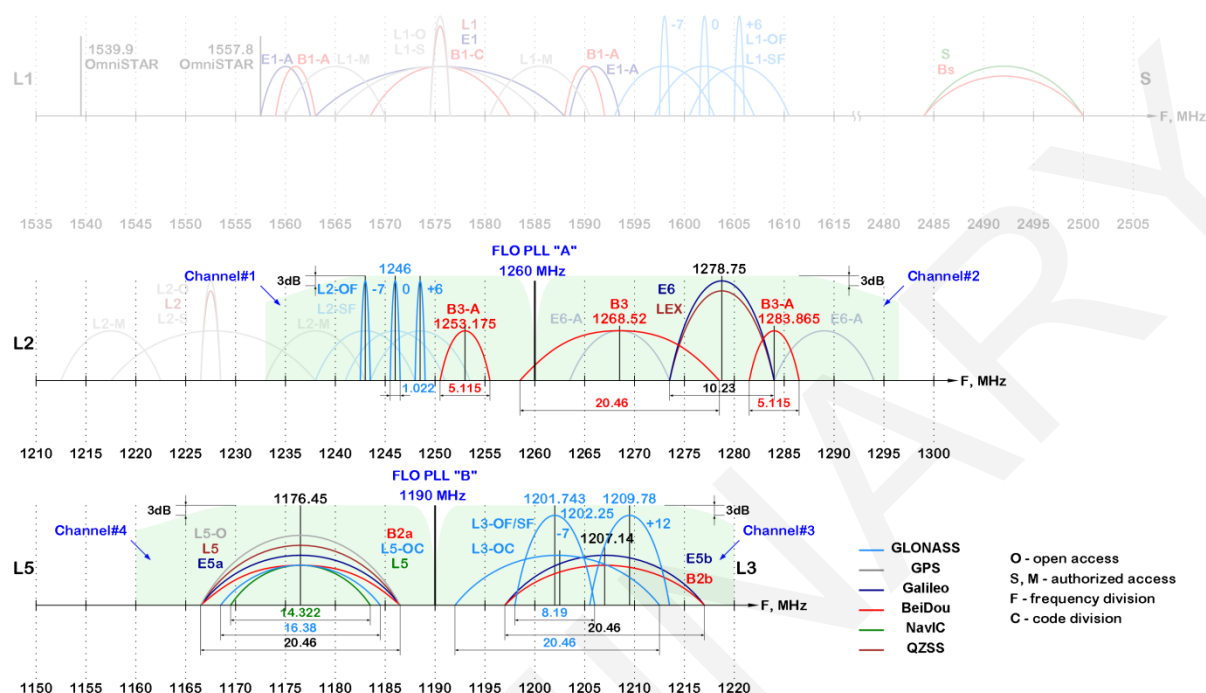 -7 0 +6
L1-O L1
L1-S E1
B1-C
L1-OF
L1-SF
1539.9
OmniSTAR
1557.8
OmniSTAR
E1-A B1-A L1-M
L1-M
B1-A
E1-A
S
Bs
L1
S
F, MHz
1535 1540 1545 1550 1555 1560 1565 1570 1575 1580 1585 1590 1595 1600 1605 1610 1615 2480 2485 2490 2495 2500 2505
FLO PLL "A"
1260 MHz
Channel#1
Channel#2
3dB
1246
1278.75
3dB
L2-O
L2
L2-S
L2-M
L2-M
L2-OF -7 0 +6
L2-SF
B3-A
1253.175
B3
1268.52
E6
LEX
B3-A
1283.865
E6-A
E6-A
L2
F, MHz
1.022
5.115
20.46
10.23
5.115
1210 1215 1220 1225 1230 1235 1240 1245 1250 1255 1260 1265 1270 1275 1280 1285 1290 1295 1300
FLO PLL "B"
1190 MHz
Channel#4
Channel#3
3dB
1176.45
1201.743 1209.78
3dB
1202.25
L5-O
L5
E5a
B2a
L5-OC
L5
L3-OF/SF
-7
+12
L3-OC
1207.14
E5b
B2b
L5
L3
F, MHz
14.322
16.38
20.46
8.19
20.46
20.46
1150 1155 1160 1165 1170 1175 1180 1185 1190 1195 1200 1205 1210 1215 1220
GLONASS
GPS
Galileo
BeiDou
NavIC
QZSS
O - open access
S, M - authorized access
F - frequency division
C - code division